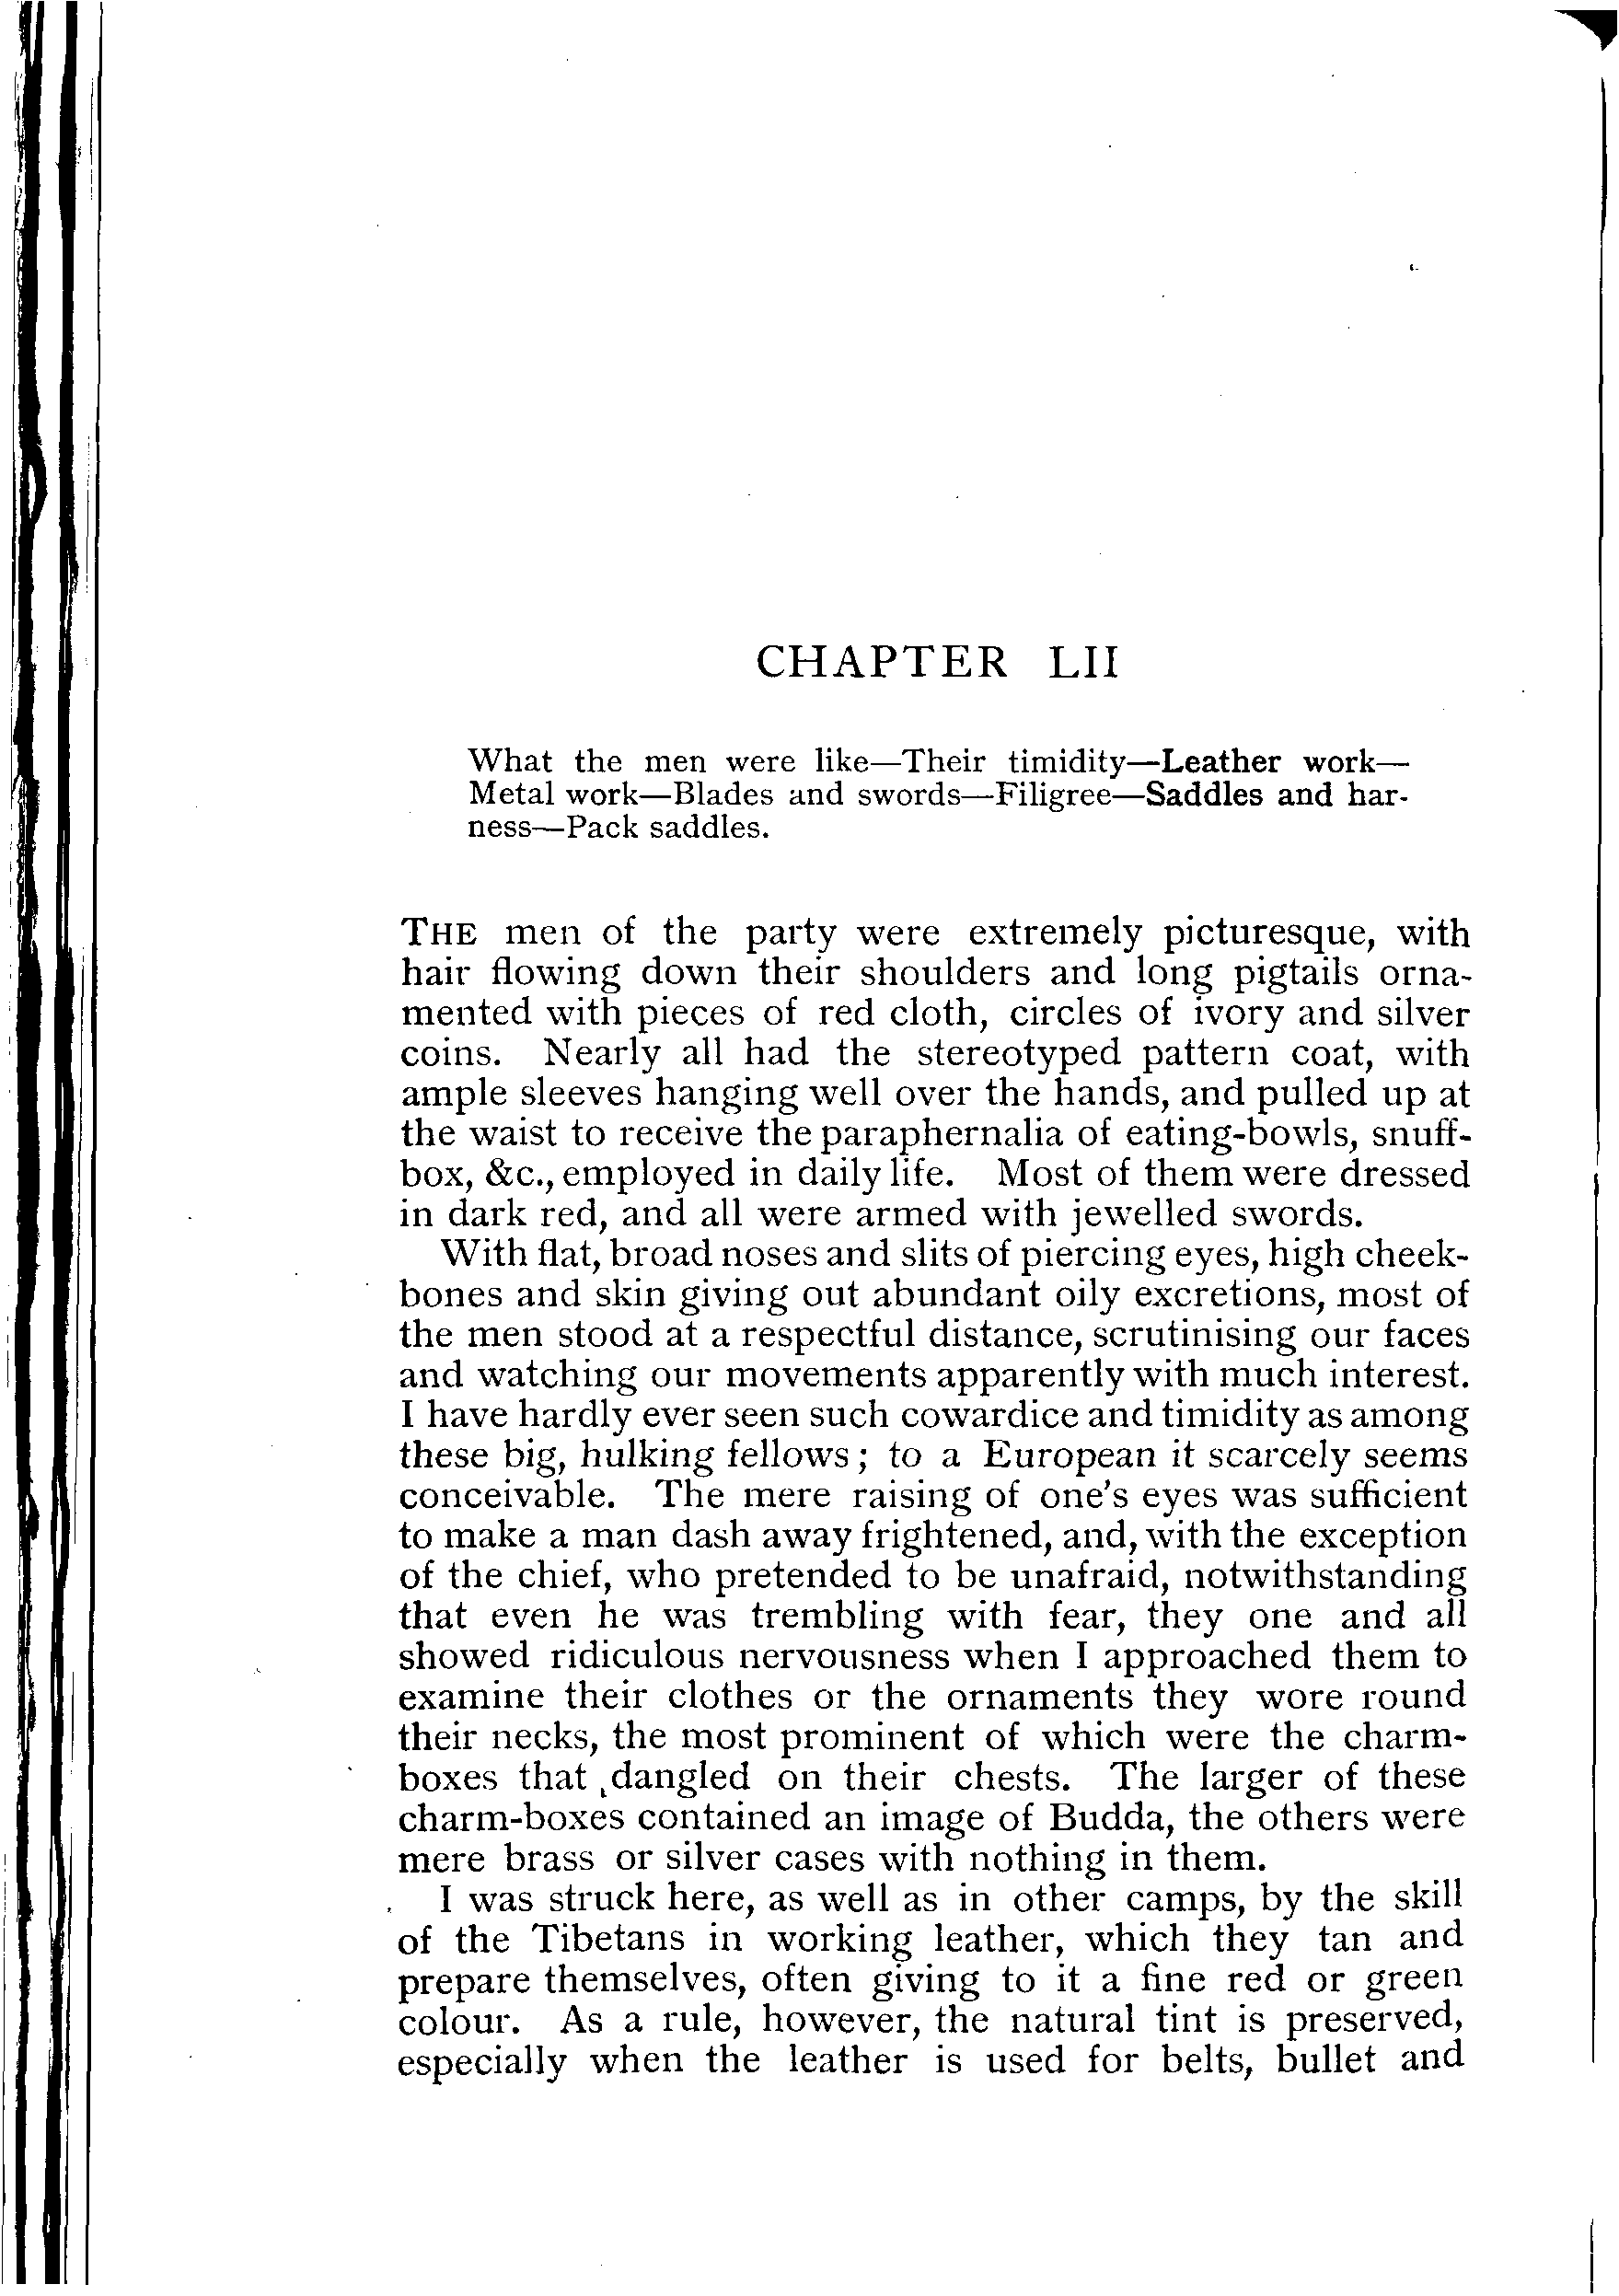 CHAPTER LII
What the men were like—Their timidity—Leather work—
Metal work—Blades and swords—Filigree—Saddles and har-
ness—Pack saddles.
THE men of the party were extremely picturesque, with
hair flowing down their shoulders and long pigtails orna-
mented with pieces of red cloth, circles of ivory and silver
coins. Nearly all had the stereotyped pattern coat, with
ample sleeves hanging well over the hands, and pulled up at
the waist to receive the paraphernalia of eating-bowls, snuff-
box, &c., employed in daily life. Most of them were dressed
in dark red, and all were armed with jewelled swords.
With flat, broad noses and slits of piercing eyes, high cheek-
bones and skin giving out abundant oily excretions, most of
the men stood at a respectful distance, scrutinising our faces
and watching our movements apparently with much interest.
I have hardly ever seen such cowardice and timidity as among
these big, hulking fellows; to a European it scarcely seems
conceivable. The mere raising of one's eyes was sufficient
to make a man dash away frightened, and, with the exception
of the chief, who pretended to be unafraid, notwithstanding
that even he was trembling with fear, they one and all
showed ridiculous nervousness when I approached them to
examine their clothes or the ornaments they wore round
their necks, the most prominent of which were the charm-
boxes that dangled on their chests. The larger of these
charm-boxes contained an image of Budda, the others were
mere brass or silver cases with nothing in them.
I was struck here, as well as in other camps, by the skill
of the Tibetans in working leather, which they tan and
prepare themselves, often giving to it a fine red or green
colour. As a rule, however, the natural tint is preserved,
especially when the leather is used for belts, bullet and